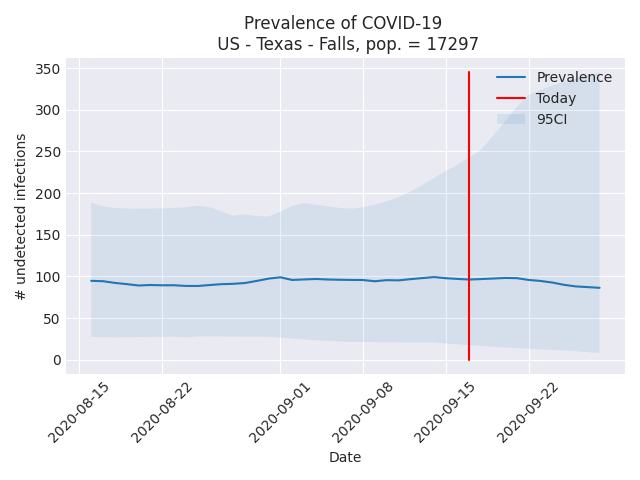 Prevalence of COVID-19
US - Texas - Falls, pop. = 17297
# undetected infections
350
300
250
200
150
100
50
0
Prevalence
Today
95CI
2020-08-15
2020-08-22
2020-09-01
2020-09-08
2020-09-15
2020-09-22
Date